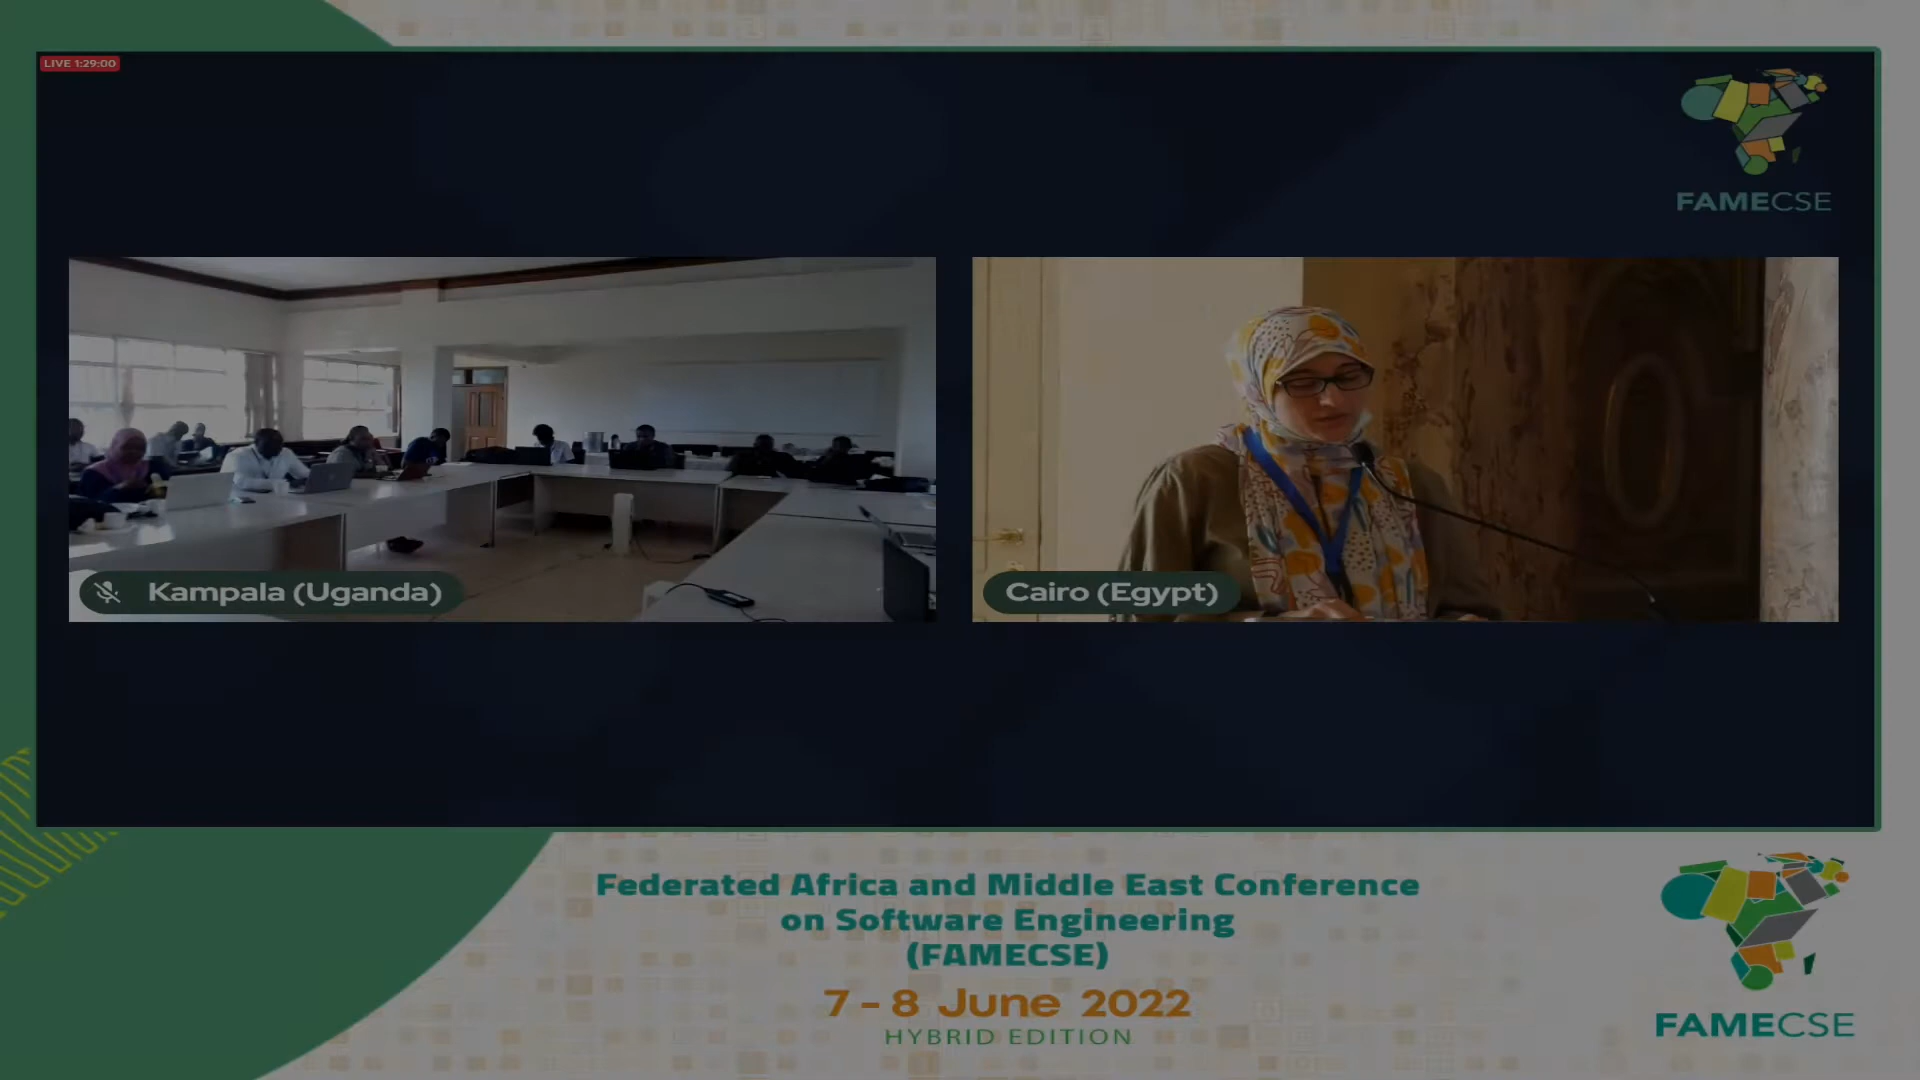 LIVE 1:29:00
FAMECSE
Kampala (Uganda)
Cairo (Egypt)
Federated Africa and Middle East Conference
on Software Engineering
(FAMECSE)
7 - 8 June 2022
HYBRID EDITION
FAMECSE